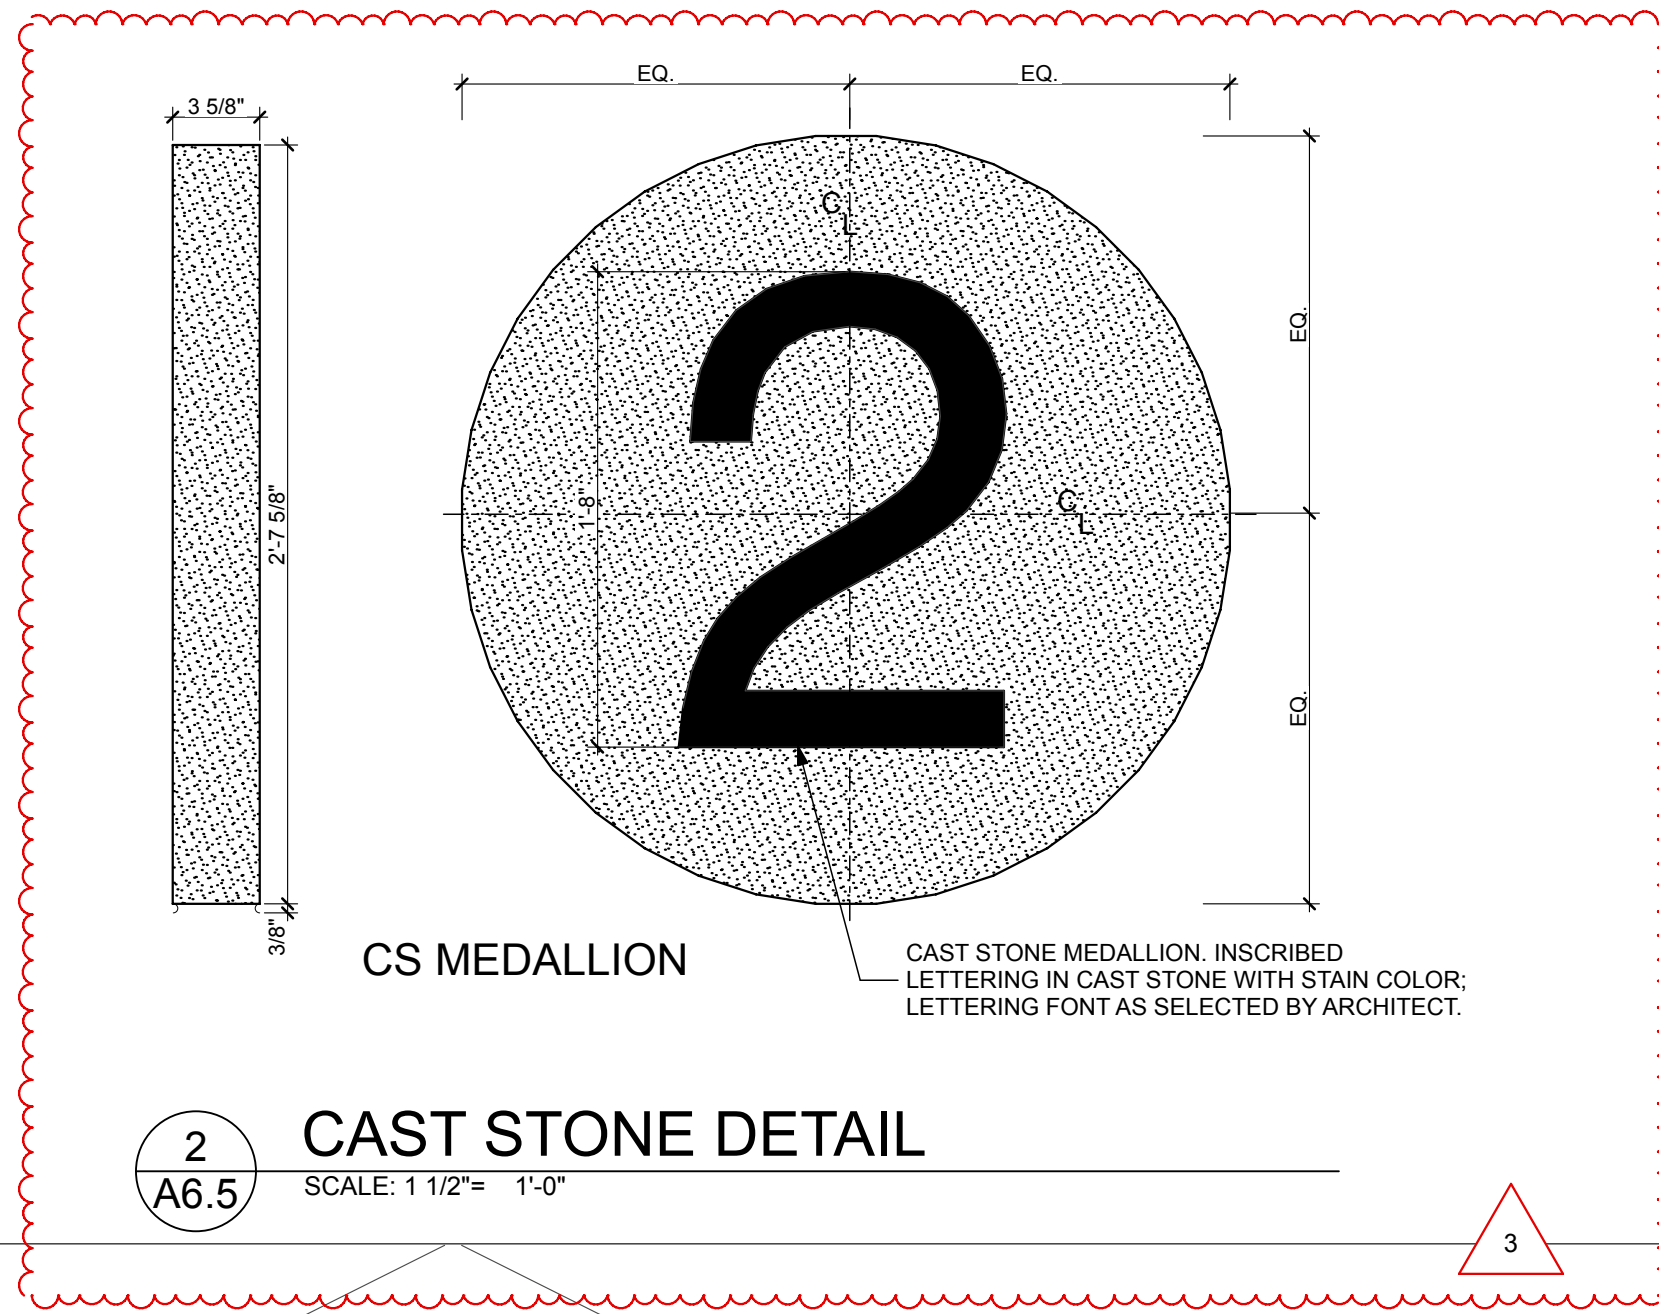 EQ.
EQ.
3 5/8"
CL
EQ.
2
1'-8"
2'-7 5/8"
CL
EQ.
3/8"
CS MEDALLION
CAST STONE MEDALLION. INSCRIBED
LETTERING IN CAST STONE WITH STAIN COLOR;
LETTERING FONT AS SELECTED BY ARCHITECT.
2
A6.5
CAST STONE DETAIL
SCALE: 1 1/2"= 1'-0"
3